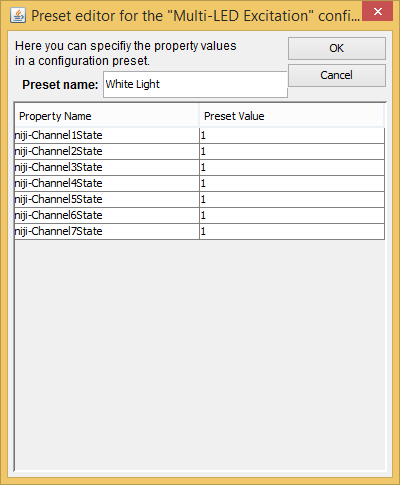 Preset editor for the "Multi-LED Excitation" confi...
Here you can specifiy the property values
in a configuration preset.
OK
Cancel
Preset name: White Light
Property Name Preset Value
niji-Channel1State 1
niji-Channel2State 1
niji-Channel3State 1
niji-Channel4State 1
niji-Channel5State 1
niji-Channel6State 1
niji-Channel7State 1